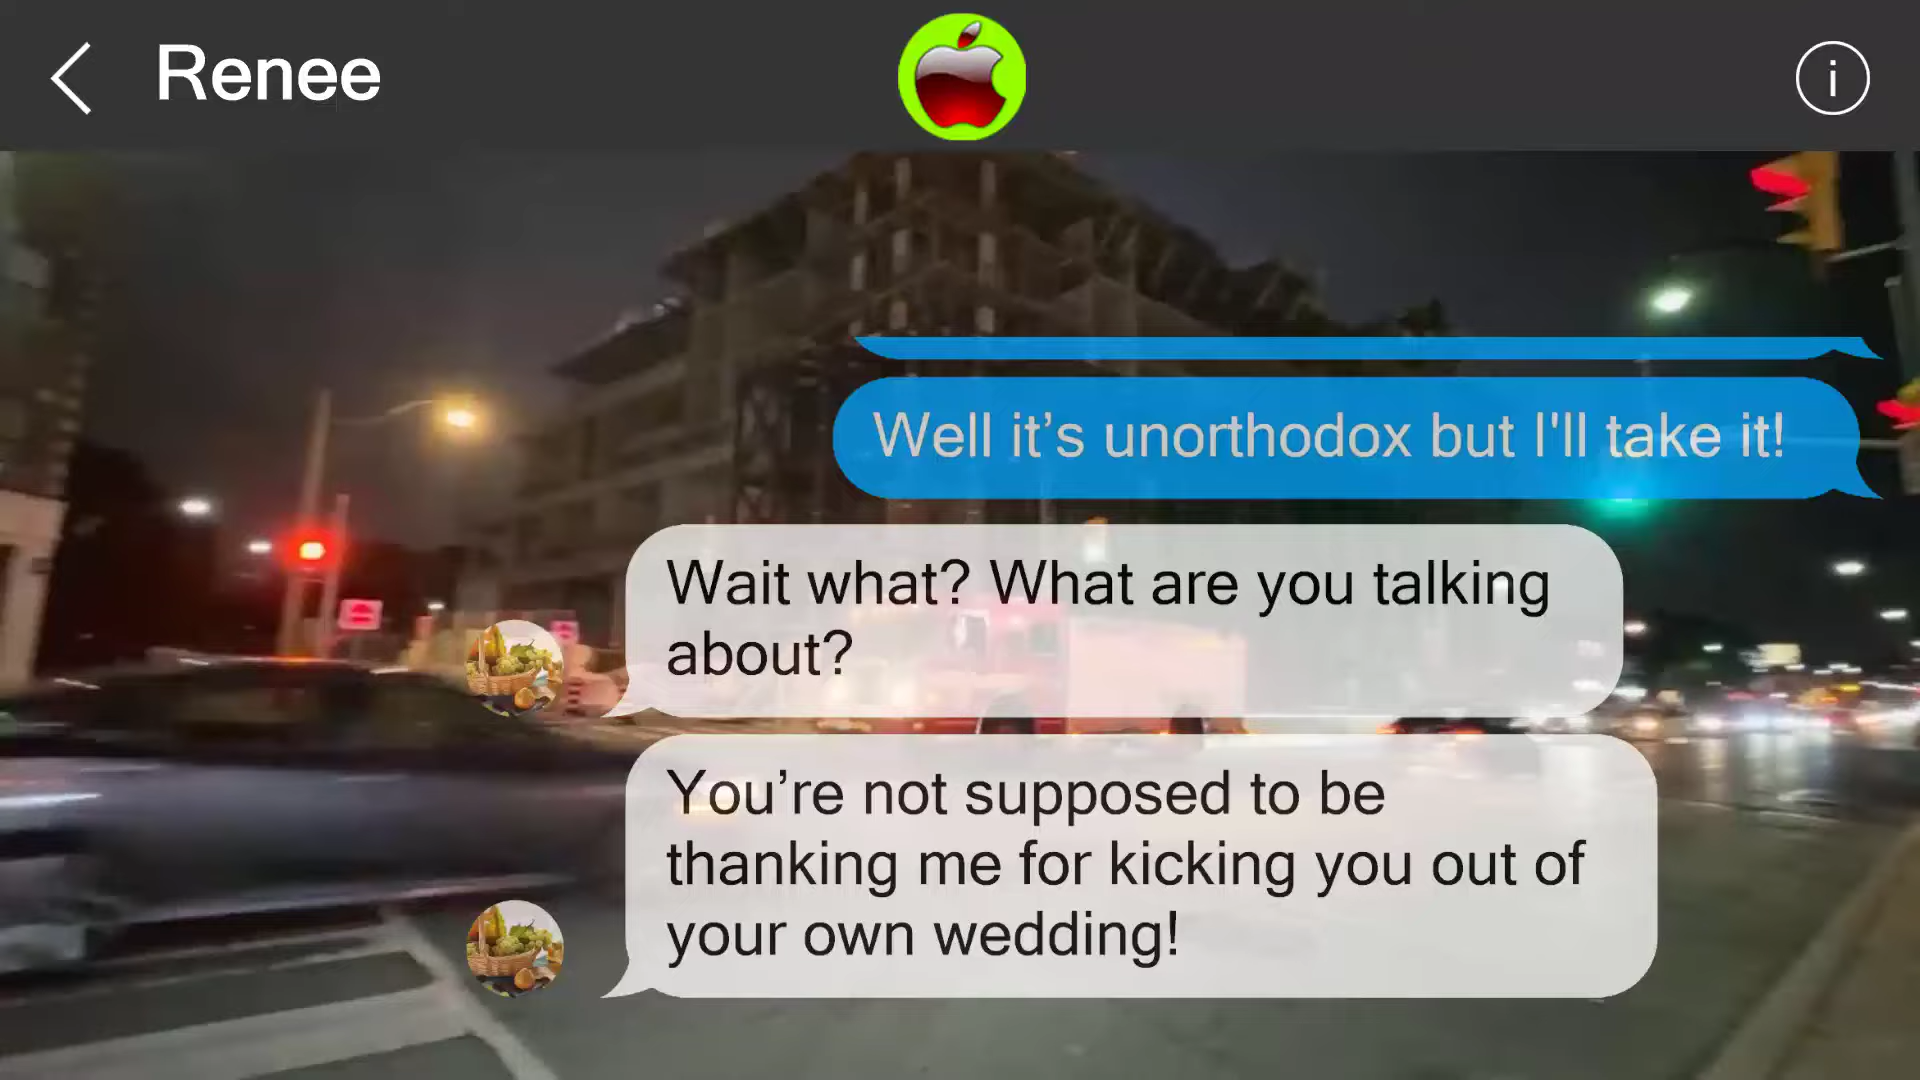 Renee
i
Well it’s unorthodox but I'll take it!
Wait what? What are you talking
about?
You’re not supposed to be
thanking me for kicking you out of
your own wedding!